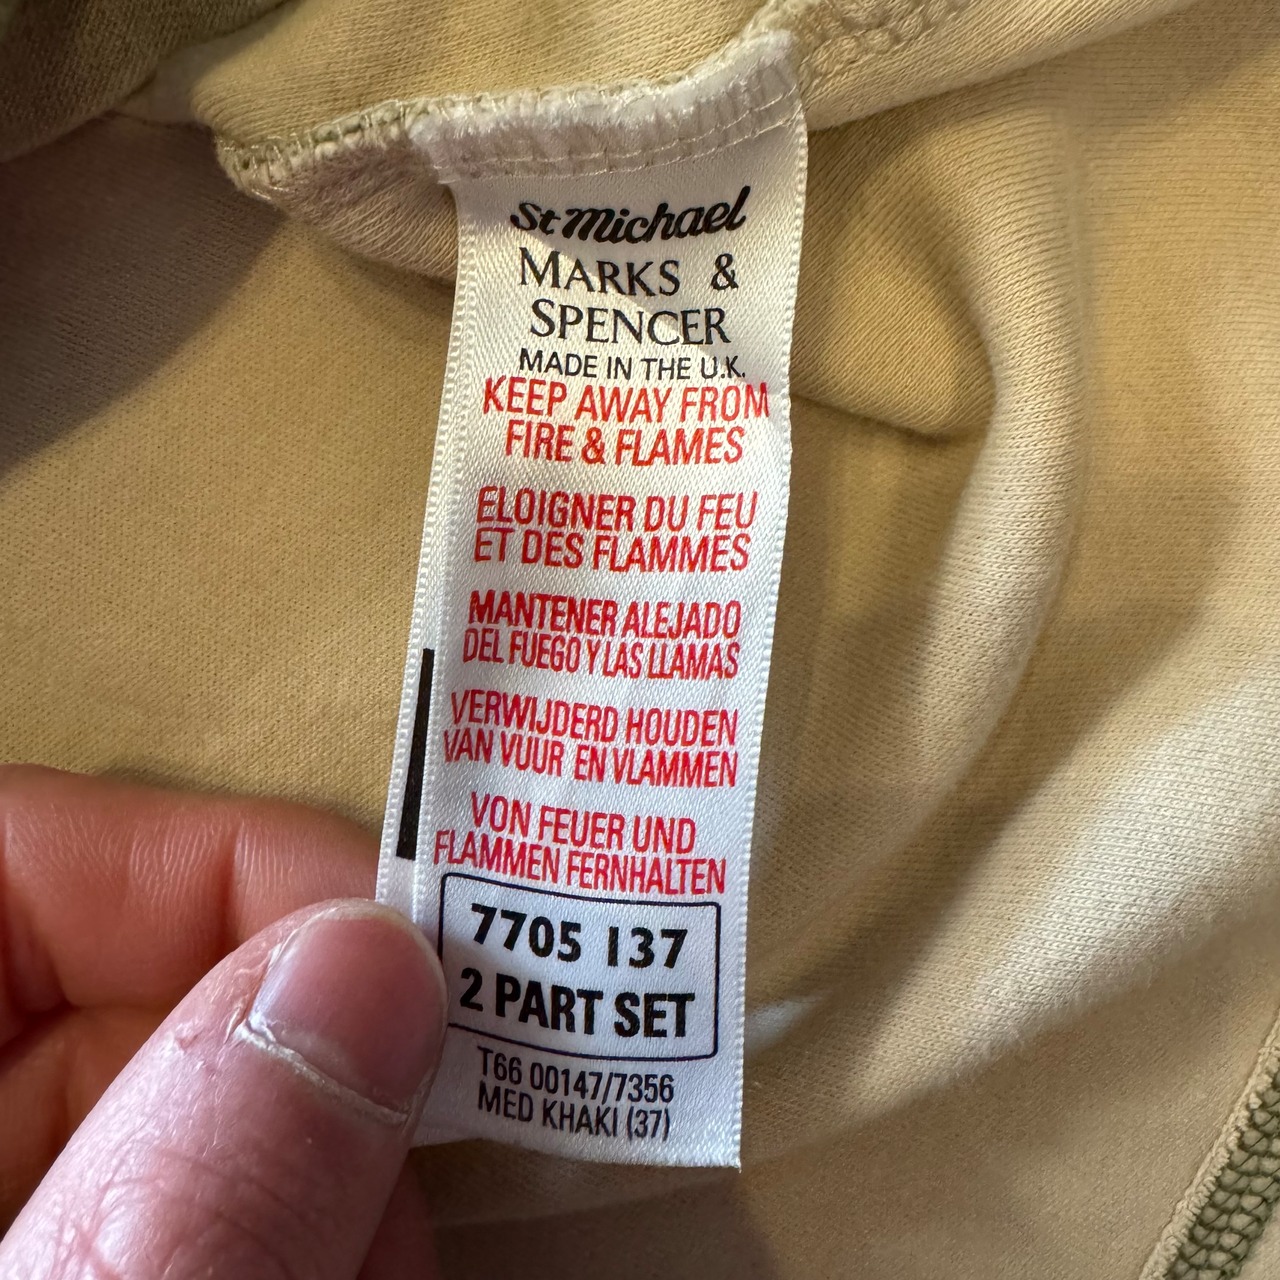 St Michael
MARKS &
SPENCER
MADE IN THE U.K.
KEEP AWAY FROM
FIRE & FLAMES
ELOIGNER DU FEU
ET DES FLAMMES
MANTENER ALEJADO
DEL FUEGO Y LAS LLAMAS
VERWIJDERD HOUDEN
VAN VUUR EN VLAMMEN
VON FEUER UND
FLAMMEN FERNHALTEN
7705 137
2 PART SET
T66 00147/7356
MED KHAKI (37)